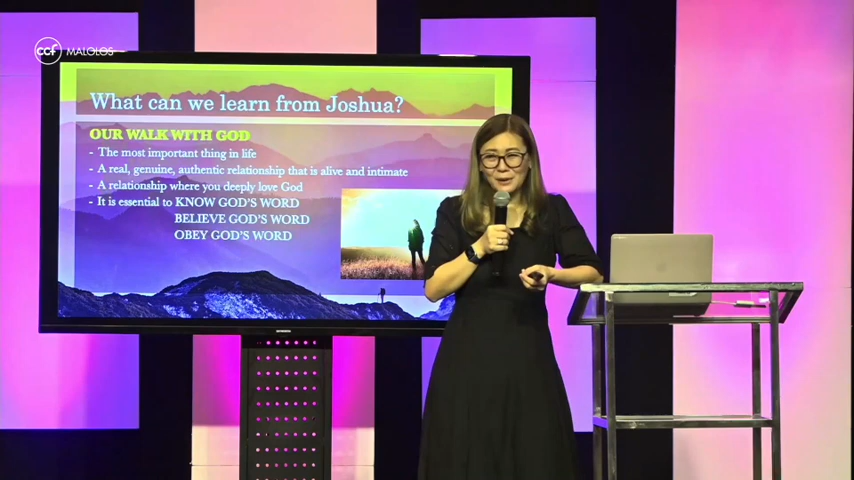 ccf MALOLOS
What can we learn from Joshua?
OUR WALK WITH GOD
- The most important thing in life
- A real, genuine, authentic relationship that is alive and intimate
- A relationship where you deeply love God
- It is essential to KNOW GOD'S WORD
BELIEVE GOD'S WORD
OBEY GOD'S WORD